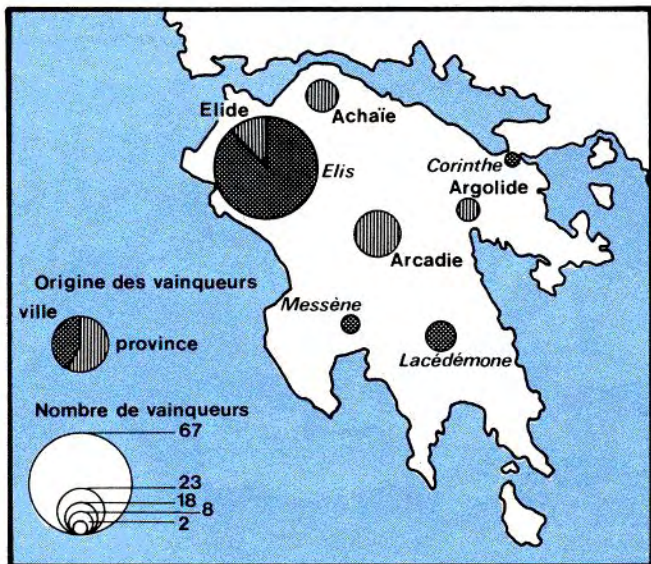 Elide
Achaïe
Elis
Corinthe
Argolide
Arcadie
Messène
Lacédémone
Origine des vainqueurs
ville
province
Nombre de vainqueurs
67
23
18
8
2